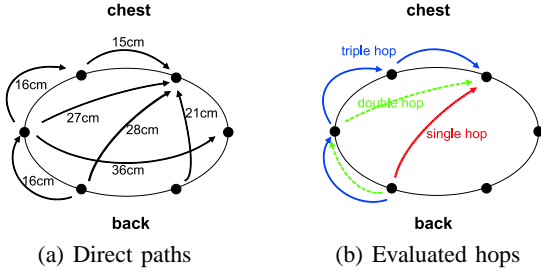 chest
15cm
16cm
27cm
28cm
21cm
36cm
16cm
back
(a) Direct paths
chest
triple hop
double hop
single hop
back
(b) Evaluated hops